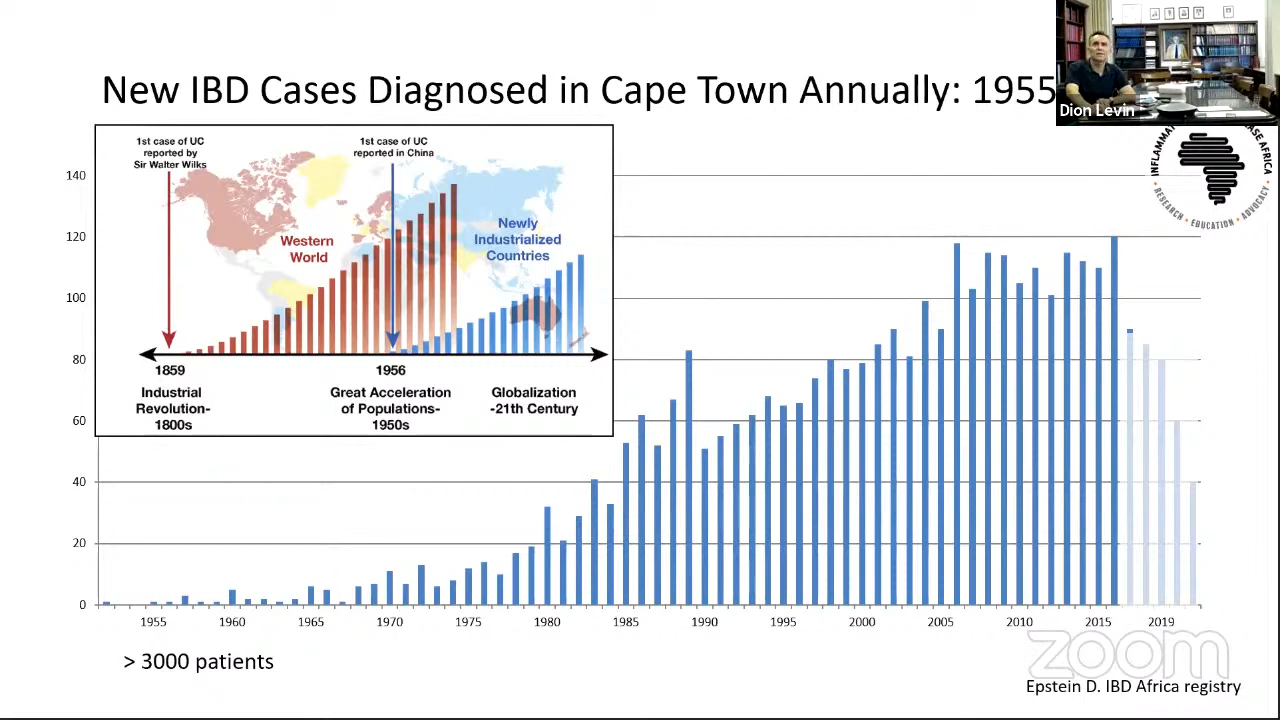 New IBD Cases Diagnosed in Cape Town Annually: 1955
Dion Levin
1st case of UC
reported by
Sir Walter Wilks
1st case of UC
reported in China
Western
World
Newly
Industrialized
Countries
1859
1956
Industrial
Revolution-
1800s
Great Acceleration
of Populations-
1950s
Globalization
-21th Century
ASE AFRICA
RESEARCH • EDUCATION • ADVOCACY
140
120
100
80
60
40
20
0
1955
1960
1965
1970
1975
1980
1985
1990
1995
2000
2005
2010
2015
2019
> 3000 patients
zoom
Epstein D. IBD Africa registry